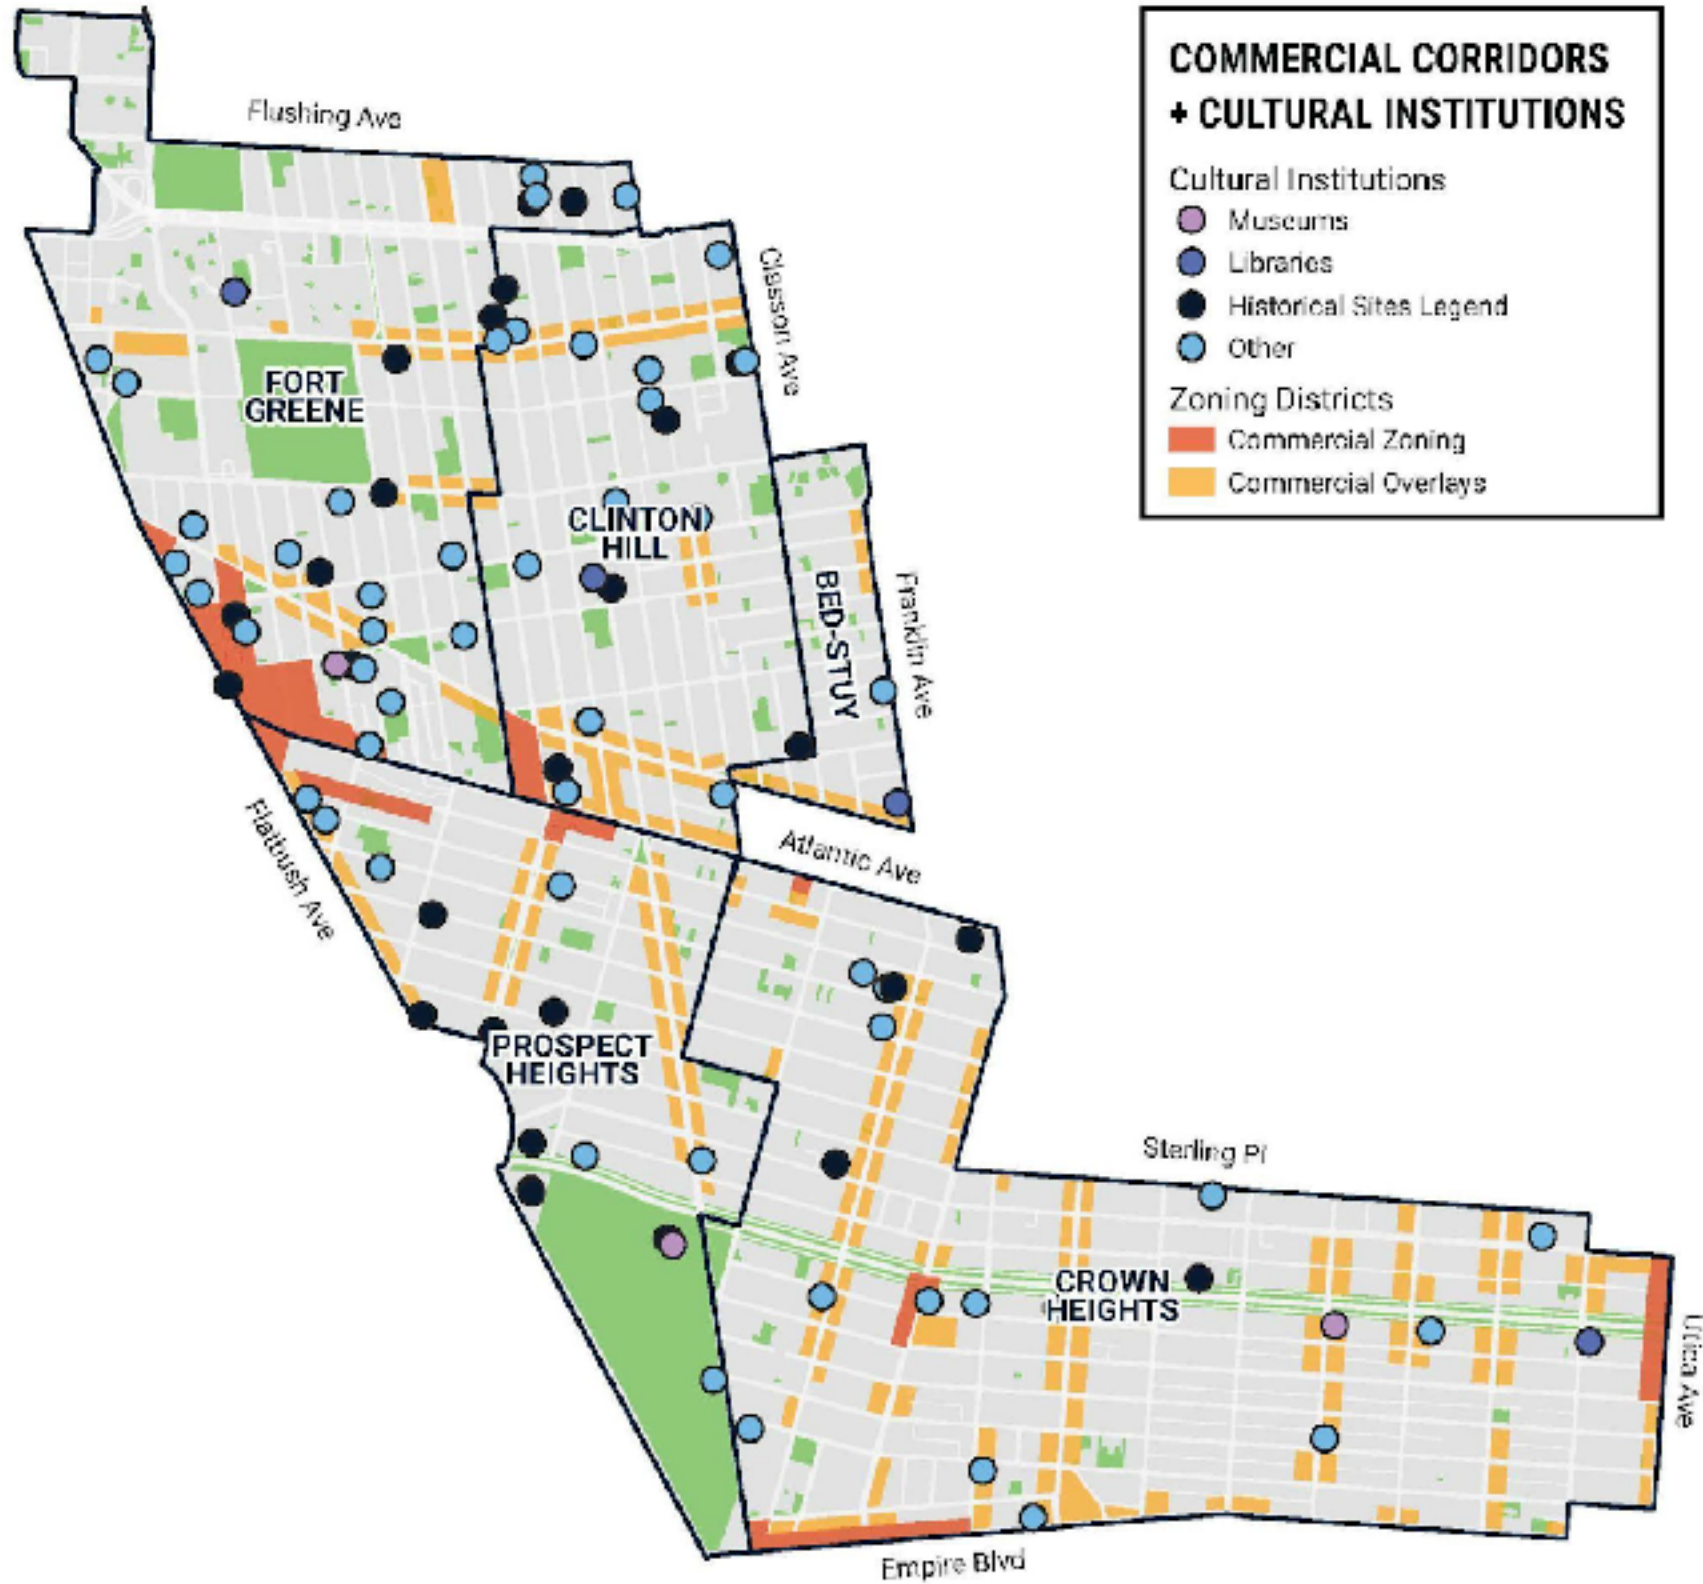 COMMERCIAL CORRIDORS
+ CULTURAL INSTITUTIONS
Cultural Institutions
Museums
Libraries
Historical Sites Legend
Other
Zoning Districts
Commercial Zoning
Commercial Overlays
Flushing Ave
Classon Ave
FORT
GREENE
CLINTON
HILL
BED-STUY
Franklin Ave
Atlantic Ave
Flatbush Ave
PROSPECT
HEIGHTS
Sterling Pl
CROWN
HEIGHTS
Utica Ave
Empire Blvd